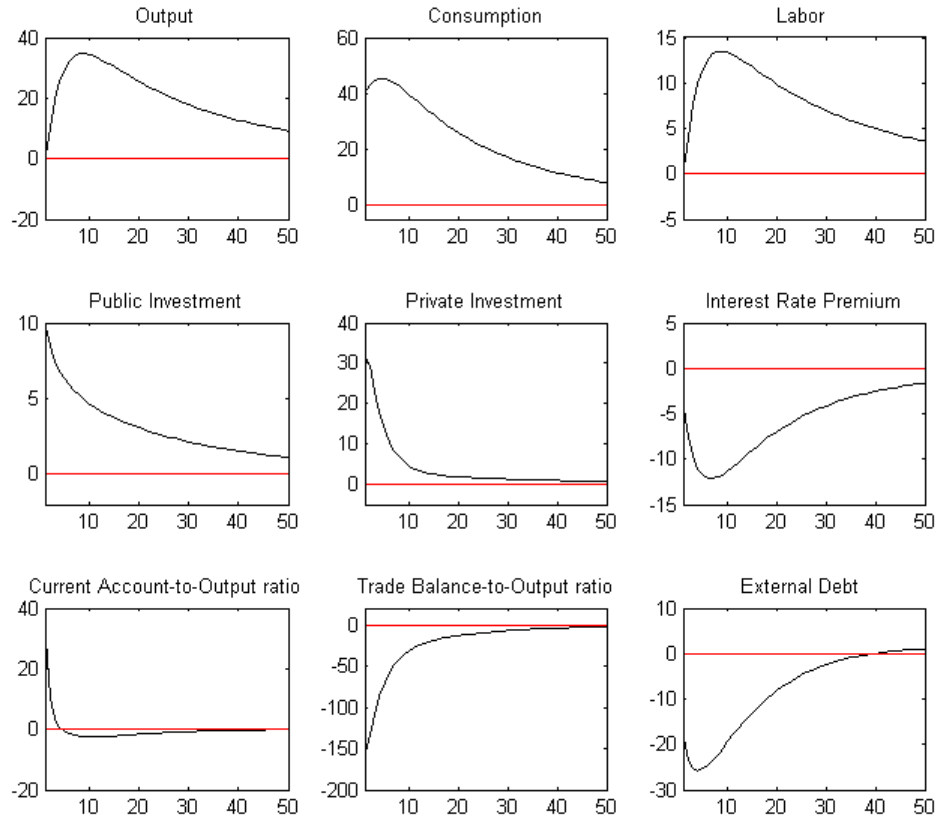 Output
40
20
0
-20
10 20 30 40 50
Consumption
60
40
20
0
10 20 30 40 50
Labor
15
10
5
0
-5
10 20 30 40 50
Public Investment
10
5
0
10 20 30 40 50
Private Investment
40
30
20
10
0
10 20 30 40 50
Interest Rate Premium
5
0
-5
-10
-15
10 20 30 40 50
Current Account-to-Output ratio
40
20
0
-20
10 20 30 40 50
Trade Balance-to-Output ratio
0
-50
-100
-150
-200
10 20 30 40 50
External Debt
10
0
-10
-20
-30
10 20 30 40 50